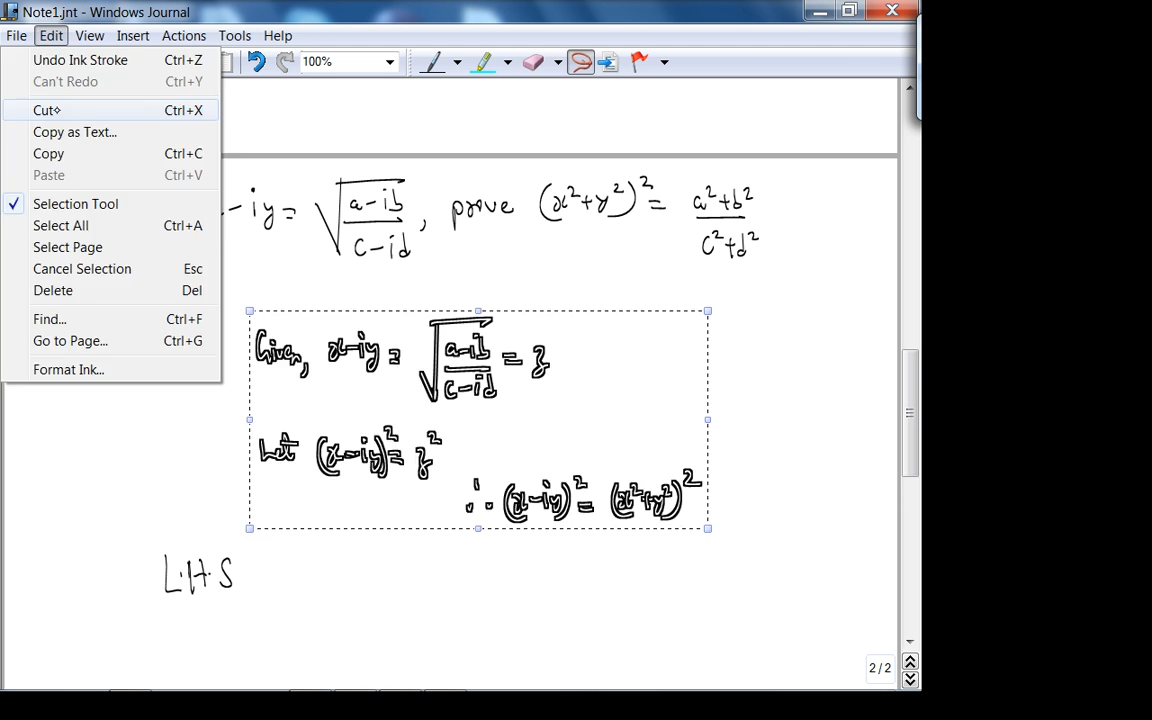 Note1.jnt - Windows Journal
File Edit View Insert Actions Tools Help
Undo Ink Stroke Ctrl+Z
Can't Redo Ctrl+Y
Cut Ctrl+X
Copy as Text...
Copy Ctrl+C
Paste Ctrl+V
Selection Tool
Select All Ctrl+A
Select Page
Cancel Selection Esc
Delete Del
Find... Ctrl+F
Go to Page... Ctrl+G
Format Ink...
100%
-iy = √((a-ib)/(c-id)), prove (x²+y²)² = (a²+b²)/(c²+d²)
Given, x-iy = √((a-ib)/(c-id)) = z
Let (x-iy)² = z²
∴ (x-iy)² = (x²+y²)²
L.H.S
2 / 2